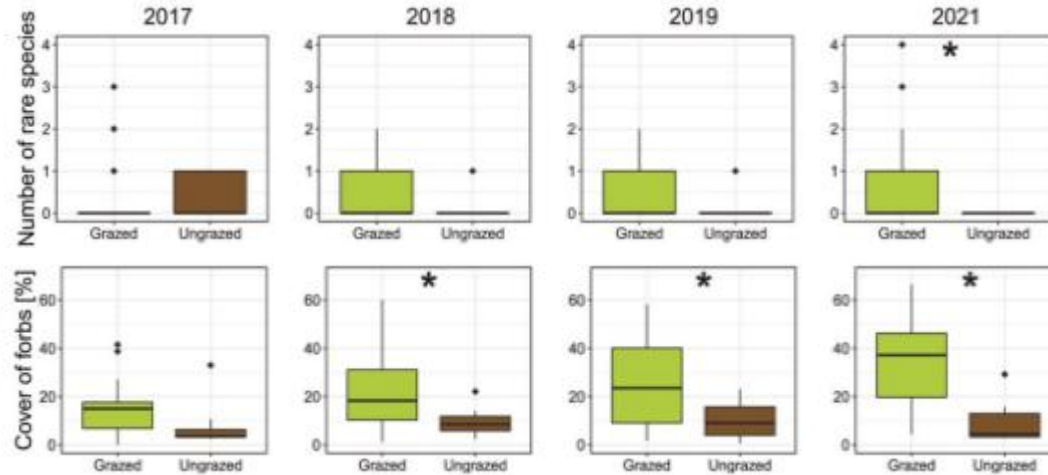 2017 2018 2019 2021
Number of rare species
4 4 4 * 4
3 3 3 3
2 2 2 2
1 1 1 1
0 0 0 0
Grazed Ungrazed Grazed Ungrazed Grazed Ungrazed Grazed Ungrazed
Cover of forbs [%]
* * *
60 60 60 60
40 40 40 40
20 20 20 20
0 0 0 0
Grazed Ungrazed Grazed Ungrazed Grazed Ungrazed Grazed Ungrazed